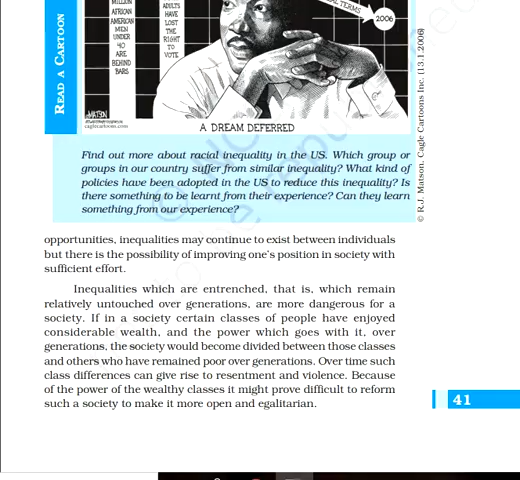 MILLION
AFRICAN
AMERICAN
MEN
UNDER
40
ARE
BEHIND
BARS
ADULTS
HAVE
LOST
THE
RIGHT
TO
VOTE
TERMS
2006
READ A CARTOON
caglecartoons.com
A DREAM DEFERRED
© R.J. Matson, Cagle Cartoons Inc. (13.1.2006)
Find out more about racial inequality in the US. Which group or
groups in our country suffer from similar inequality? What kind of
policies have been adopted in the US to reduce this inequality? Is
there something to be learnt from their experience? Can they learn
something from our experience?
opportunities, inequalities may continue to exist between individuals
but there is the possibility of improving one's position in society with
sufficient effort.
Inequalities which are entrenched, that is, which remain
relatively untouched over generations, are more dangerous for a
society. If in a society certain classes of people have enjoyed
considerable wealth, and the power which goes with it, over
generations, the society would become divided between those classes
and others who have remained poor over generations. Over time such
class differences can give rise to resentment and violence. Because
of the power of the wealthy classes it might prove difficult to reform
such a society to make it more open and egalitarian.
41